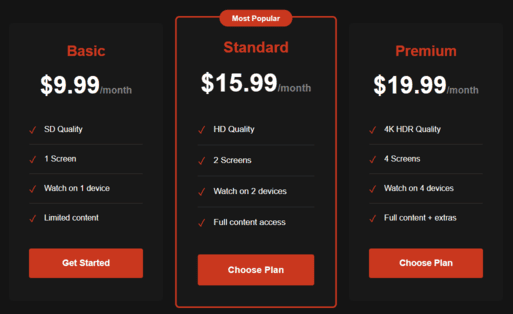 Basic
$9.99/month
✓ SD Quality
✓ 1 Screen
✓ Watch on 1 device
✓ Limited content
Get Started
Most Popular
Standard
$15.99/month
✓ HD Quality
✓ 2 Screens
✓ Watch on 2 devices
✓ Full content access
Choose Plan
Premium
$19.99/month
✓ 4K HDR Quality
✓ 4 Screens
✓ Watch on 4 devices
✓ Full content + extras
Choose Plan